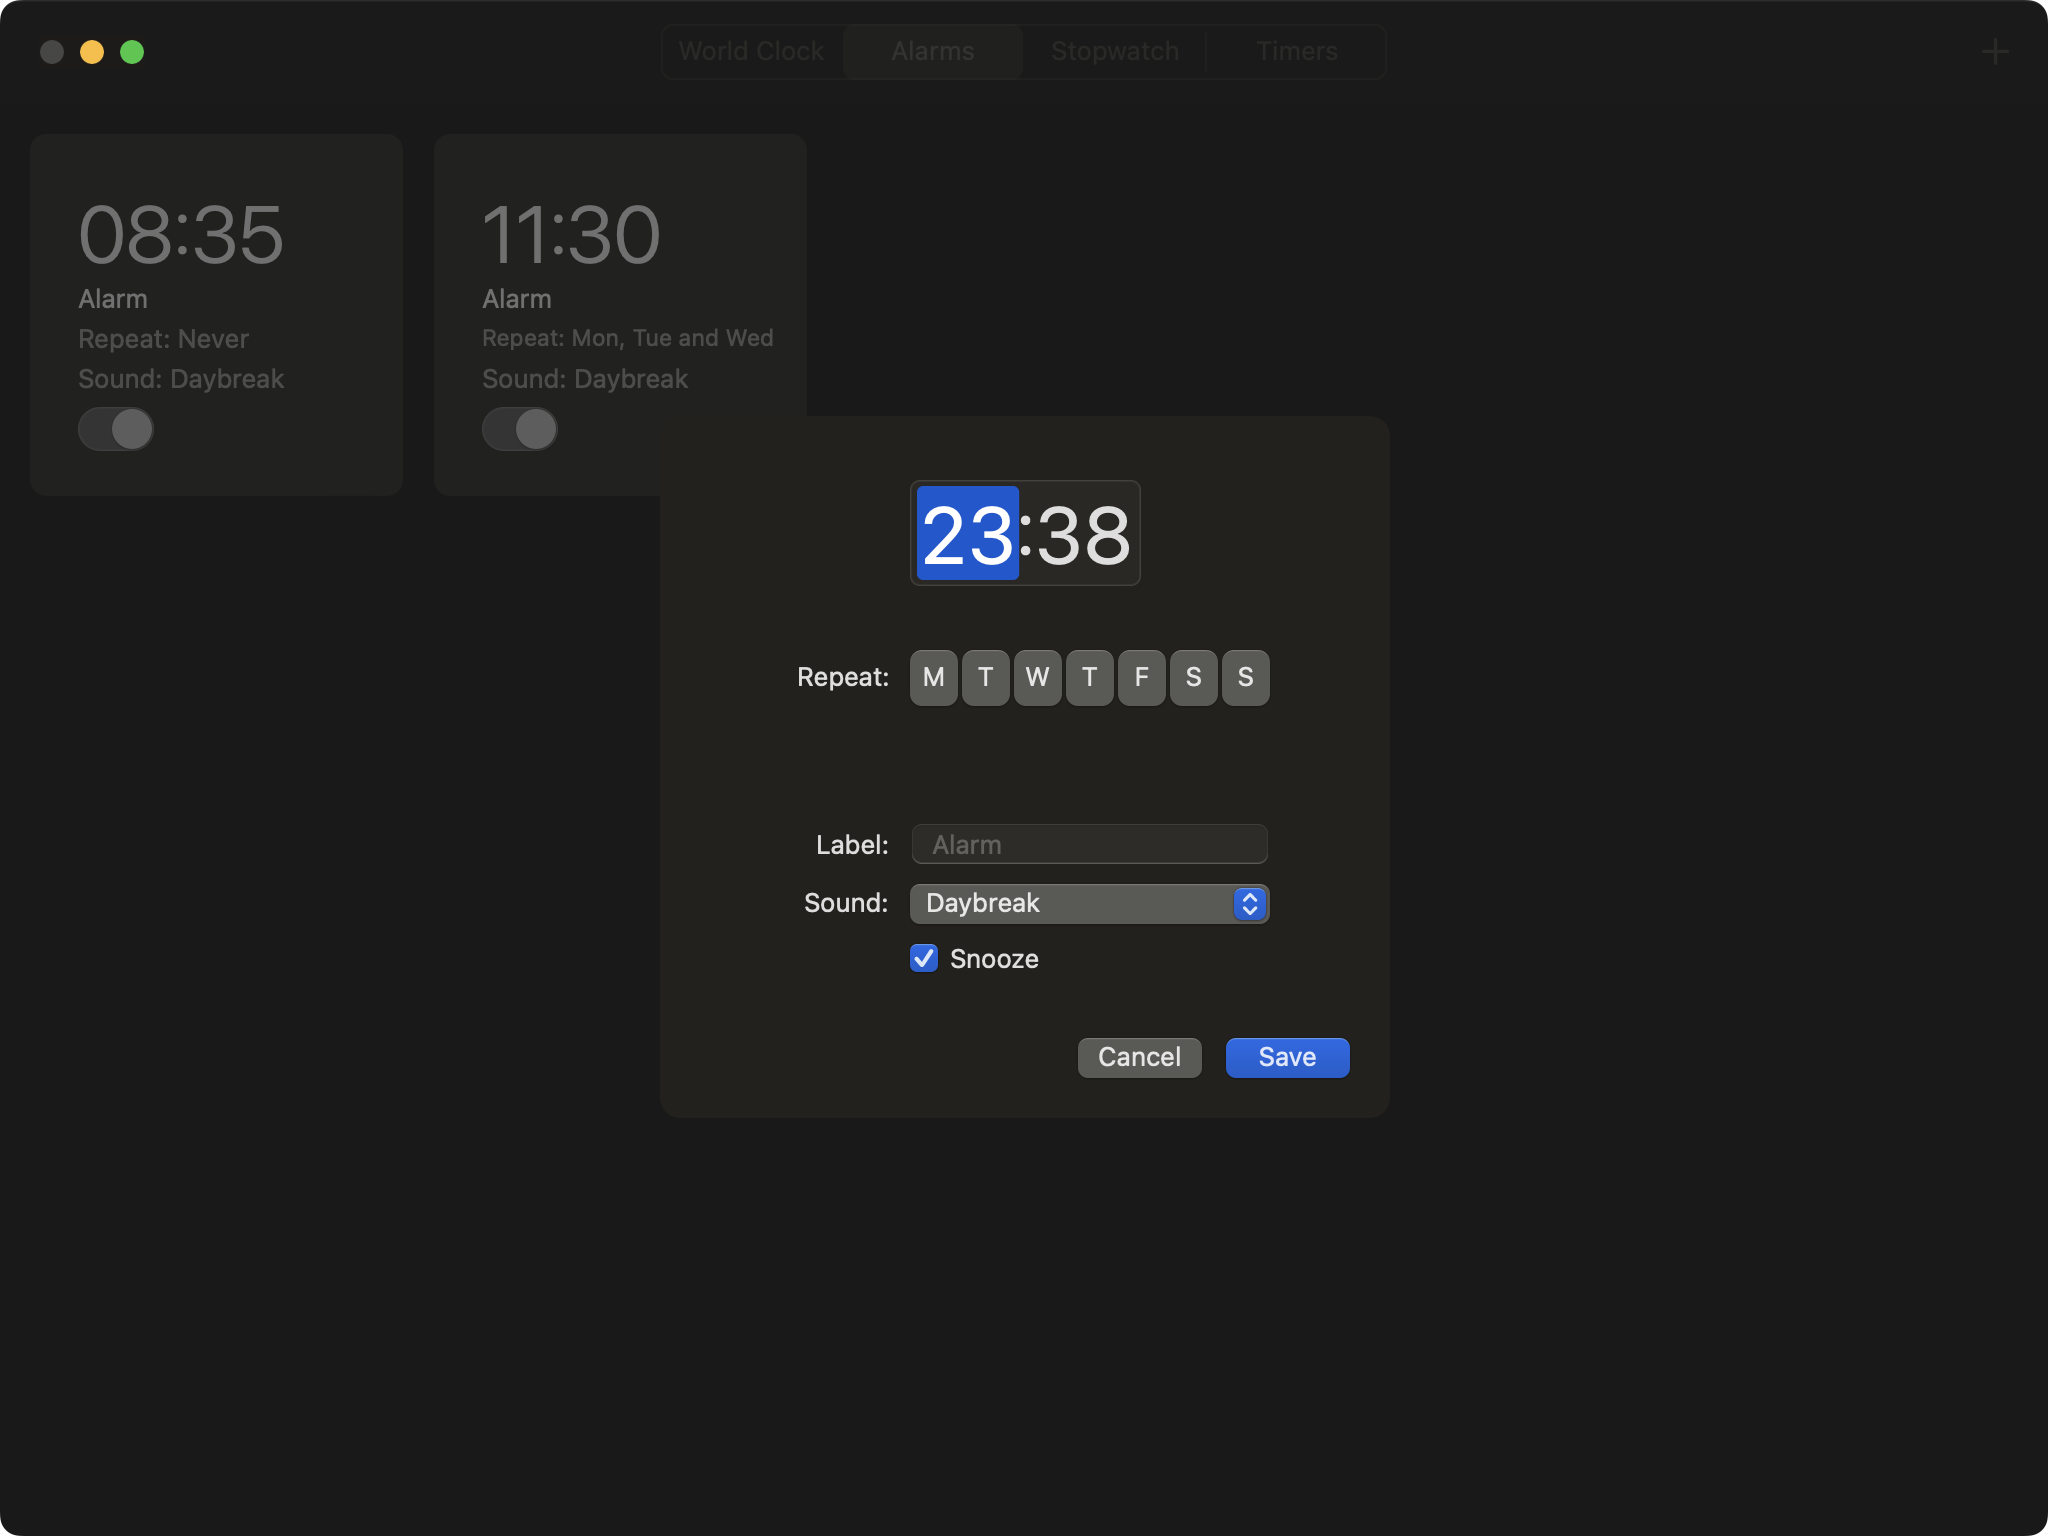 World Clock Alarms Stopwatch Timers
08:35
Alarm
Repeat: Never
Sound: Daybreak
11:30
Alarm
Repeat: Mon, Tue and Wed
Sound: Daybreak
23:38
Repeat: M T W T F S S
Label: Alarm
Sound: Daybreak
Snooze
Cancel Save